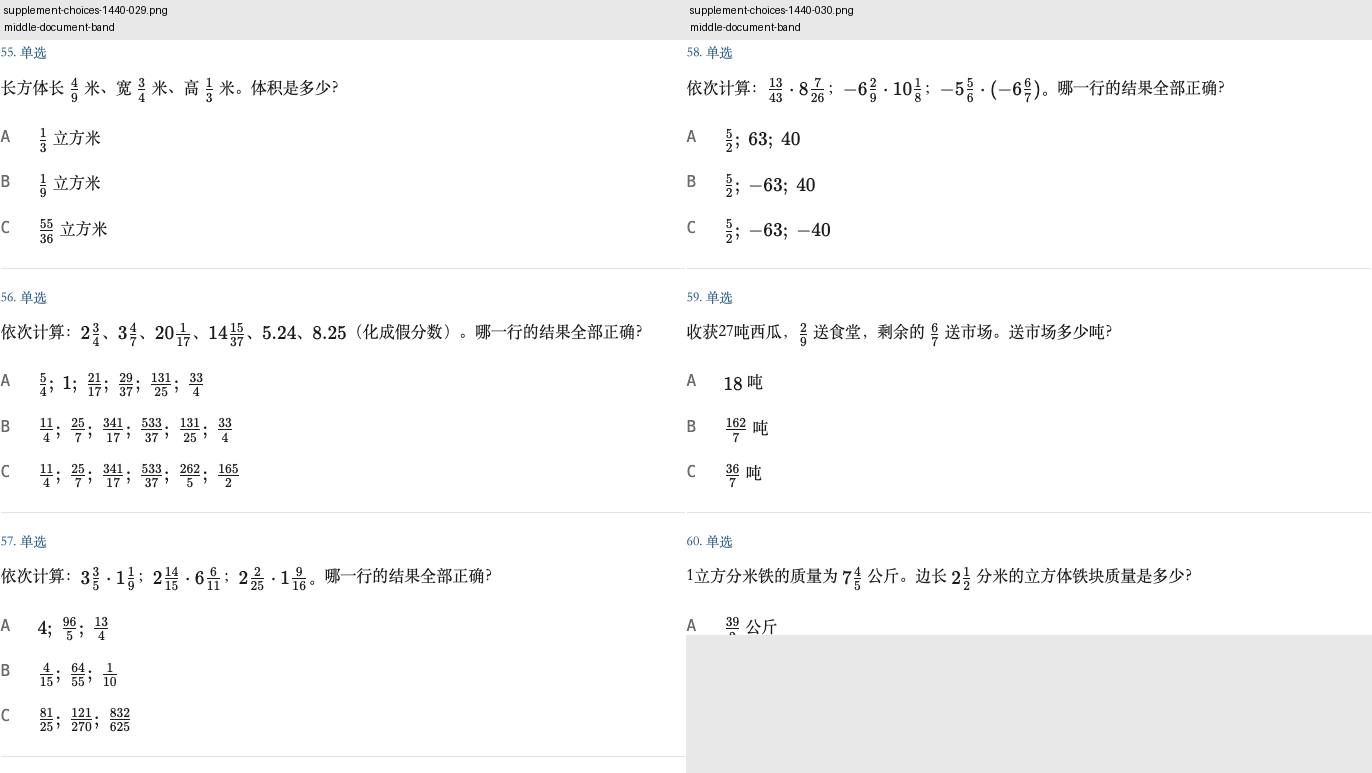 supplement-choices-1440-029.png
middle-document-band
55. 单选
长方体长 4/9 米、宽 3/4 米、高 1/3 米。体积是多少?
A 1/3 立方米
B 1/9 立方米
C 55/36 立方米
56. 单选
依次计算: 2 3/4、3 4/7、20 1/17、14 15/37、5.24、8.25（化成假分数）。哪一行的结果全部正确?
A 5/4; 1; 21/17; 29/37; 131/25; 33/4
B 11/4; 25/7; 341/17; 533/37; 131/25; 33/4
C 11/4; 25/7; 341/17; 533/37; 262/5; 165/2
57. 单选
依次计算: 3 3/5 · 1 1/9; 2 14/15 · 6 6/11; 2 2/25 · 1 9/16。哪一行的结果全部正确?
A 4; 96/5; 13/4
B 4/15; 64/55; 1/10
C 81/25; 121/270; 832/625
supplement-choices-1440-030.png
middle-document-band
58. 单选
依次计算: 13/43 · 8 7/26; −6 2/9 · 10 1/8; −5 5/6 · (−6 6/7)。哪一行的结果全部正确?
A 5/2; 63; 40
B 5/2; −63; 40
C 5/2; −63; −40
59. 单选
收获27吨西瓜, 2/9 送食堂, 剩余的 6/7 送市场。送市场多少吨?
A 18 吨
B 162/7 吨
C 36/7 吨
60. 单选
1立方分米铁的质量为 7 4/5 公斤。边长 2 1/2 分米的立方体铁块质量是多少?
A 39 公斤